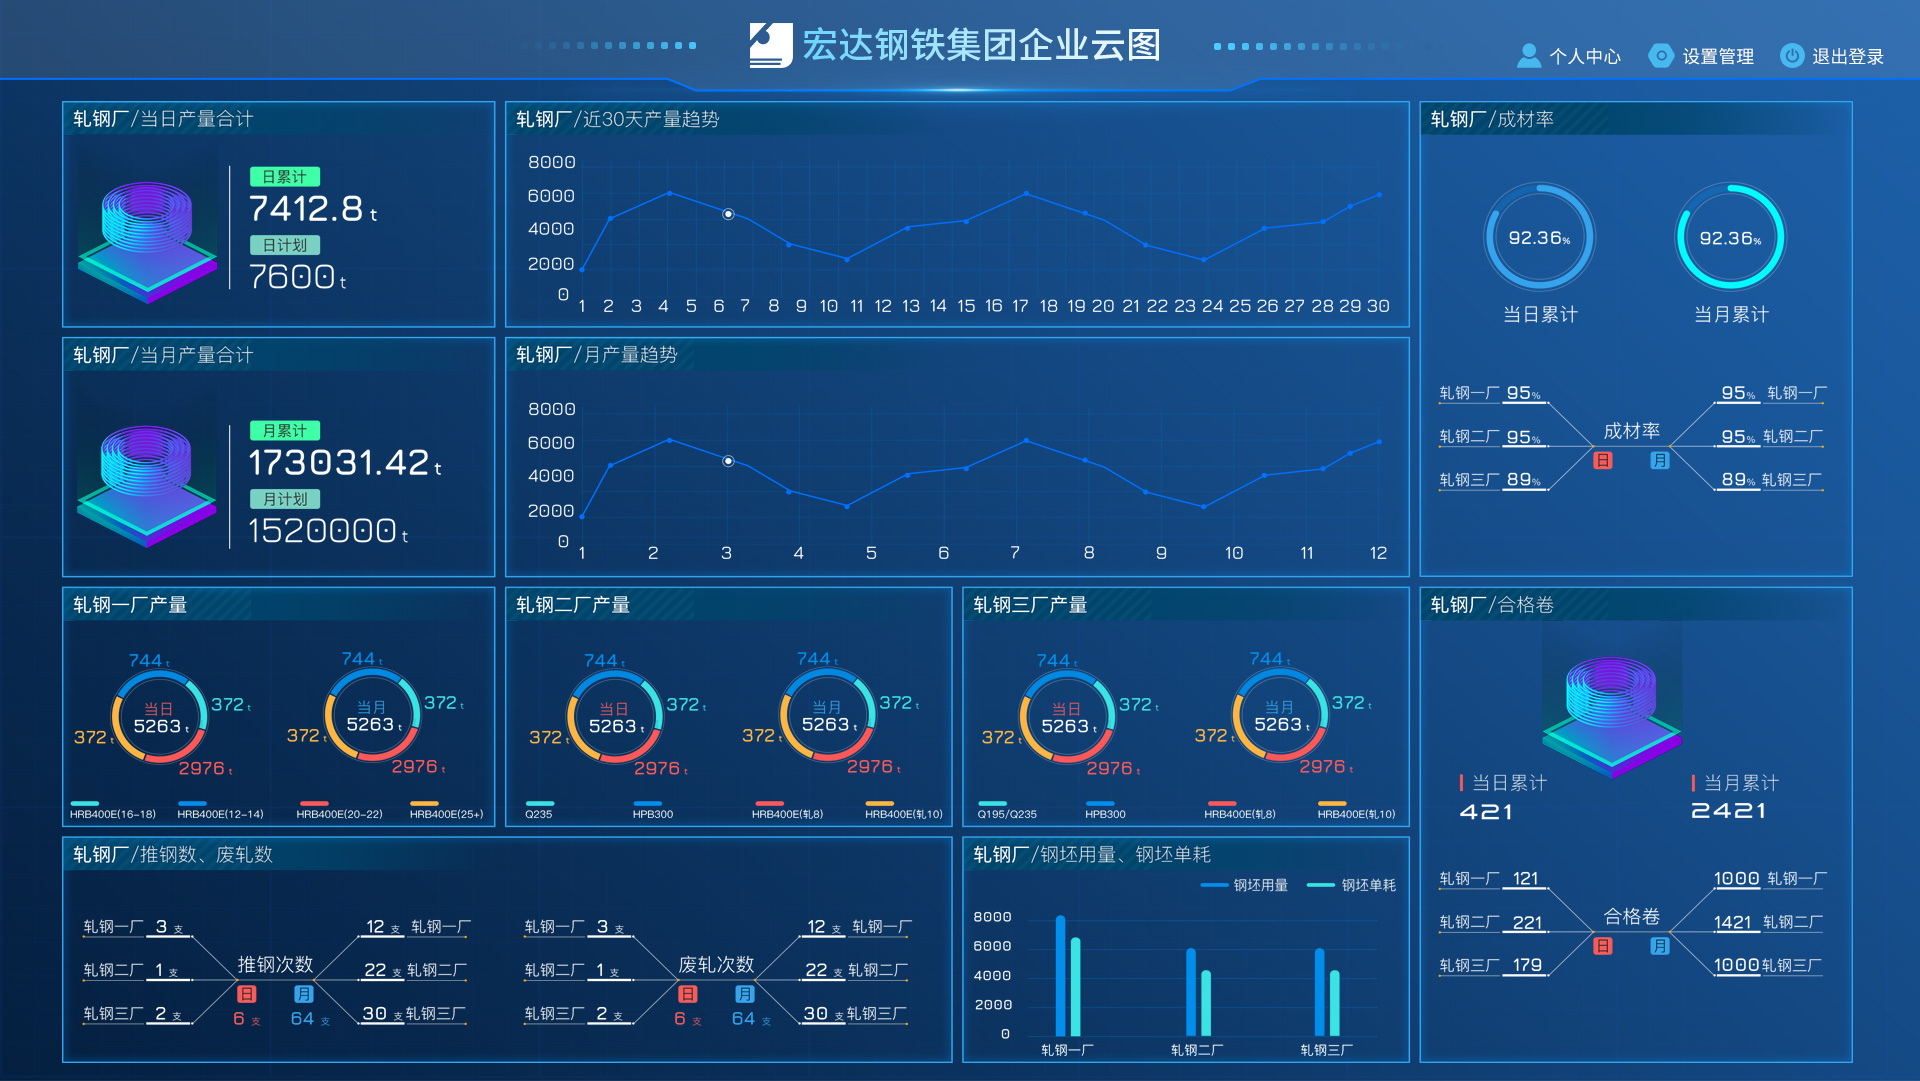 宏达钢铁集团企业云图
个人中心 设置管理 退出登录
轧钢厂/当日产量合计
日累计
7412.8 t
日计划
7600 t
轧钢厂/近30天产量趋势
8000
6000
4000
2000
0
1 2 3 4 5 6 7 8 9 10 11 12 13 14 15 16 17 18 19 20 21 22 23 24 25 26 27 28 29 30
轧钢厂/成材率
92.36% 92.36%
当日累计 当月累计
轧钢一厂 95% 95% 轧钢一厂
成材率
轧钢二厂 95% 95% 轧钢二厂
日 月
轧钢三厂 89% 89% 轧钢三厂
轧钢厂/当月产量合计
月累计
173031.42 t
月计划
1520000 t
轧钢厂/月产量趋势
8000
6000
4000
2000
0
1 2 3 4 5 6 7 8 9 10 11 12
轧钢一厂产量
744 t 744 t
372 t 372 t
当日 当月
5263 t 5263 t
372 t 372 t
2976 t 2976 t
HRB400E(16-18) HRB400E(12-14) HRB400E(20-22) HRB400E(25+)
轧钢二厂产量
744 t 744 t
372 t 372 t
当日 当月
5263 t 5263 t
372 t 372 t
2976 t 2976 t
Q235 HPB300 HRB400E(轧8) HRB400E(轧10)
轧钢三厂产量
744 t 744 t
372 t 372 t
当日 当月
5263 t 5263 t
372 t 372 t
2976 t 2976 t
Q195/Q235 HPB300 HRB400E(轧8) HRB400E(轧10)
轧钢厂/合格卷
当日累计 当月累计
421 2421
轧钢一厂 121 1000 轧钢一厂
合格卷
轧钢二厂 221 1421 轧钢二厂
日 月
轧钢三厂 179 1000 轧钢三厂
轧钢厂/推钢数、废轧数
轧钢一厂 3 支 12 支 轧钢一厂
推钢次数
轧钢二厂 1 支 22 支 轧钢二厂
日 月
轧钢三厂 2 支 30 支 轧钢三厂
6 支 64 支
轧钢一厂 3 支 12 支 轧钢一厂
废轧次数
轧钢二厂 1 支 22 支 轧钢二厂
日 月
轧钢三厂 2 支 30 支 轧钢三厂
6 支 64 支
轧钢厂/钢坯用量、钢坯单耗
钢坯用量 钢坯单耗
8000
6000
4000
2000
0
轧钢一厂 轧钢二厂 轧钢三厂